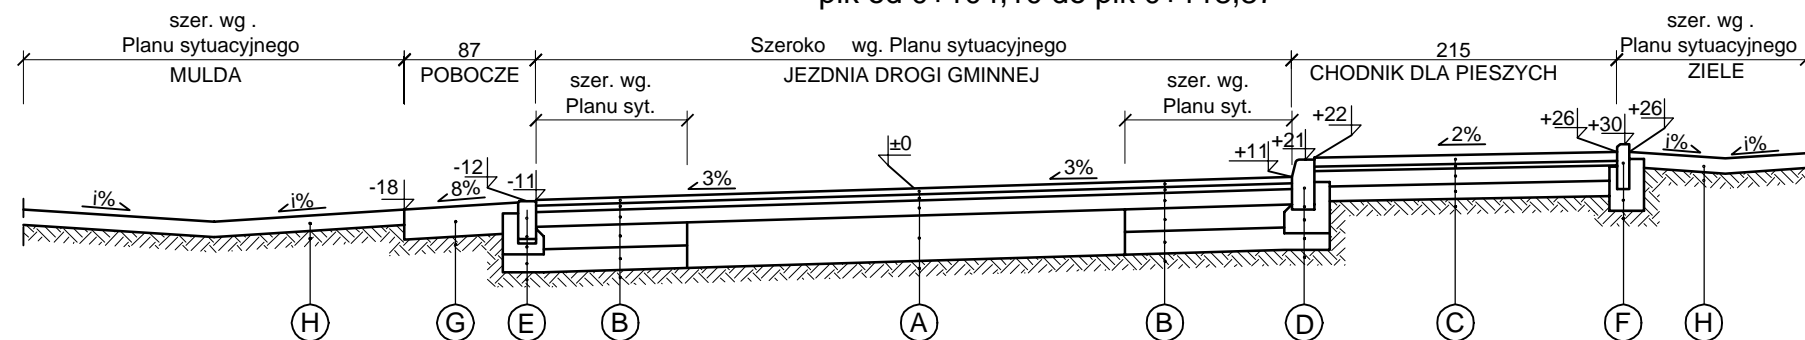 szer. wg .
Planu sytuacyjnego
MULDA
87
POBOCZE
Szeroko wg. Planu sytuacyjnego
JEZDNIA DROGI GMINNEJ
215
CHODNIK DLA PIESZYCH
szer. wg .
Planu sytuacyjnego
ZIELE
szer. wg.
Planu syt.
szer. wg.
Planu syt.
i%
i%
-18
8%
-12
-11
3%
±0
3%
+11
+21
+22
2%
+26
+30
+26
i%
i%
H
G
E
B
A
B
D
C
F
H